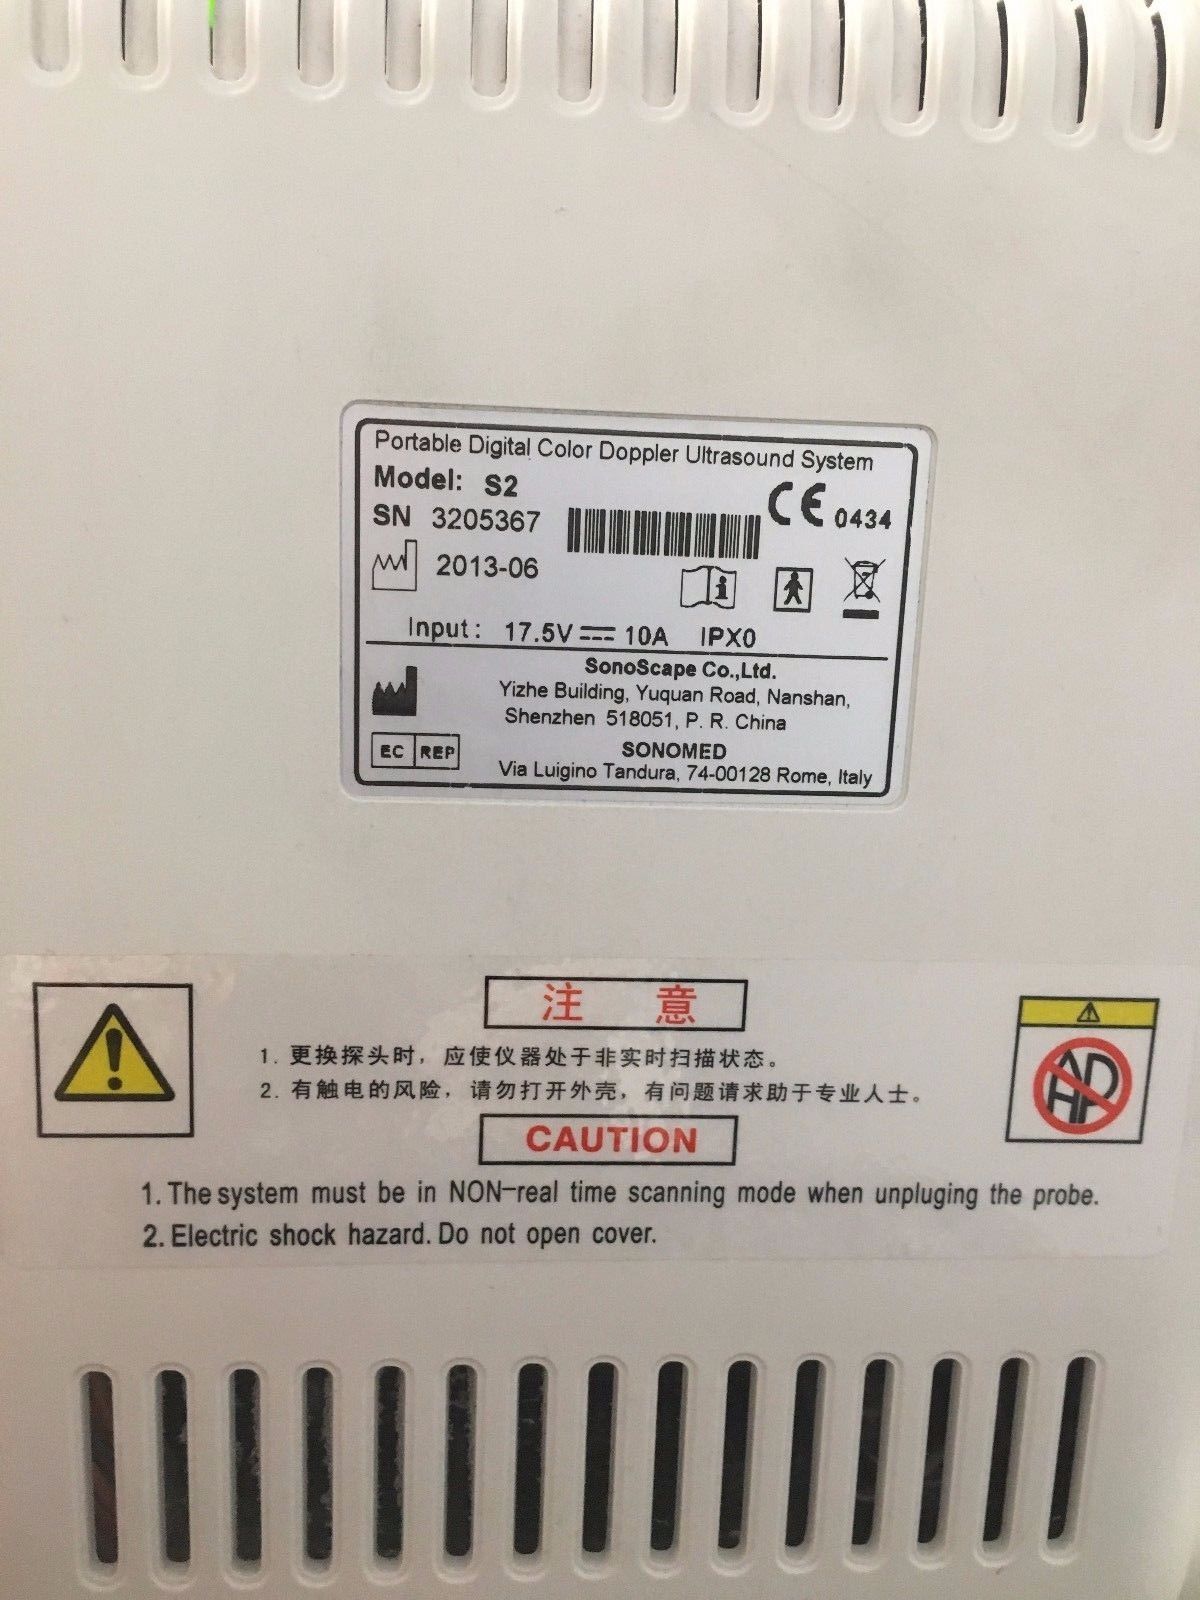 Portable Digital Color Doppler Ultrasound System
Model: S2
SN 3205367
CE 0434
2013-06
Input: 17.5V 10A IPX0
SonoScape Co.,Ltd.
Yizhe Building, Yuquan Road, Nanshan,
Shenzhen 518051, P. R. China
EC REP
SONOMED
Via Luigino Tandura, 74-00128 Rome, Italy
注 意
1. 更换探头时，应使仪器处于非实时扫描状态。
2. 有触电的风险，请勿打开外壳，有问题请求助于专业人士。
CAUTION
1. The system must be in NON-real time scanning mode when unpluging the probe.
2. Electric shock hazard. Do not open cover.